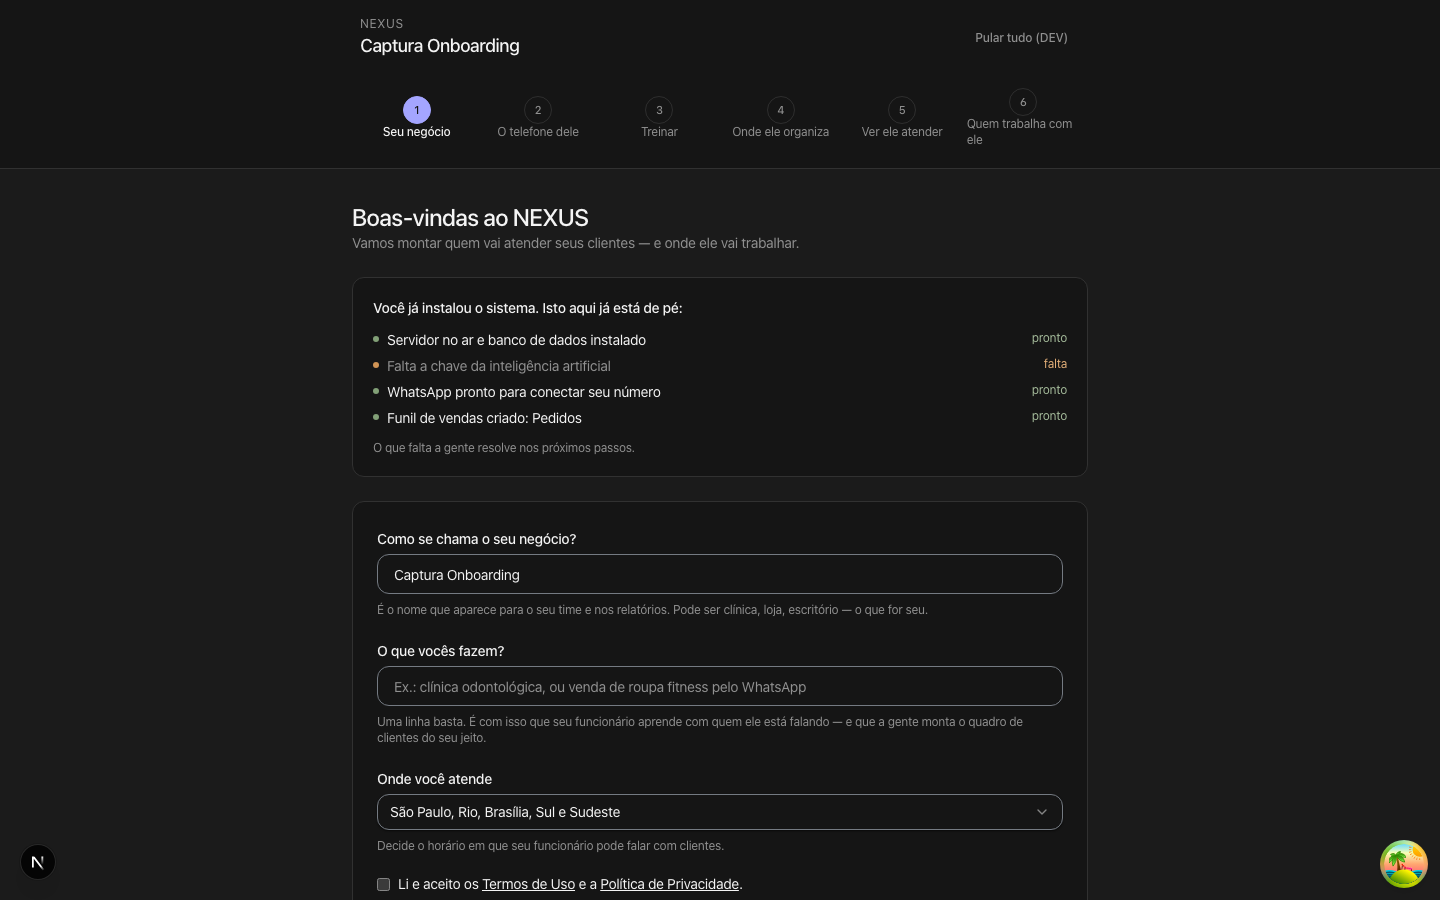 NEXUS
Captura Onboarding
Pular tudo (DEV)
1
Seu negócio
2
O telefone dele
3
Treinar
4
Onde ele organiza
5
Ver ele atender
6
Quem trabalha com
ele
Boas-vindas ao NEXUS
Vamos montar quem vai atender seus clientes — e onde ele vai trabalhar.
Você já instalou o sistema. Isto aqui já está de pé:
Servidor no ar e banco de dados instalado pronto
Falta a chave da inteligência artificial falta
WhatsApp pronto para conectar seu número pronto
Funil de vendas criado: Pedidos pronto
O que falta a gente resolve nos próximos passos.
Como se chama o seu negócio?
Captura Onboarding
É o nome que aparece para o seu time e nos relatórios. Pode ser clínica, loja, escritório — o que for seu.
O que vocês fazem?
Ex.: clínica odontológica, ou venda de roupa fitness pelo WhatsApp
Uma linha basta. É com isso que seu funcionário aprende com quem ele está falando — e que a gente monta o quadro de
clientes do seu jeito.
Onde você atende
São Paulo, Rio, Brasília, Sul e Sudeste
Decide o horário em que seu funcionário pode falar com clientes.
Li e aceito os Termos de Uso e a Política de Privacidade.
N